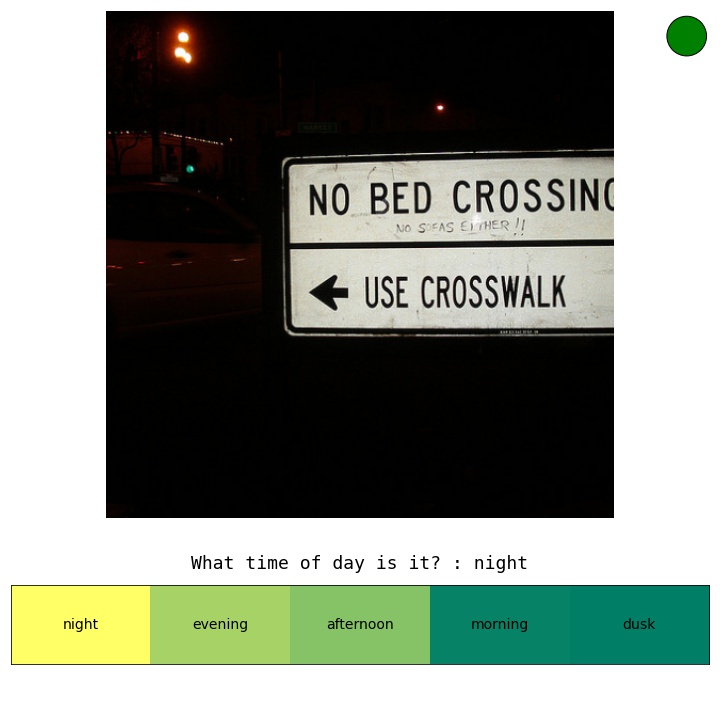 NO BED CROSSING
NO SOFAS EITHER !!
USE CROSSWALK
What time of day is it? : night
night evening afternoon morning dusk